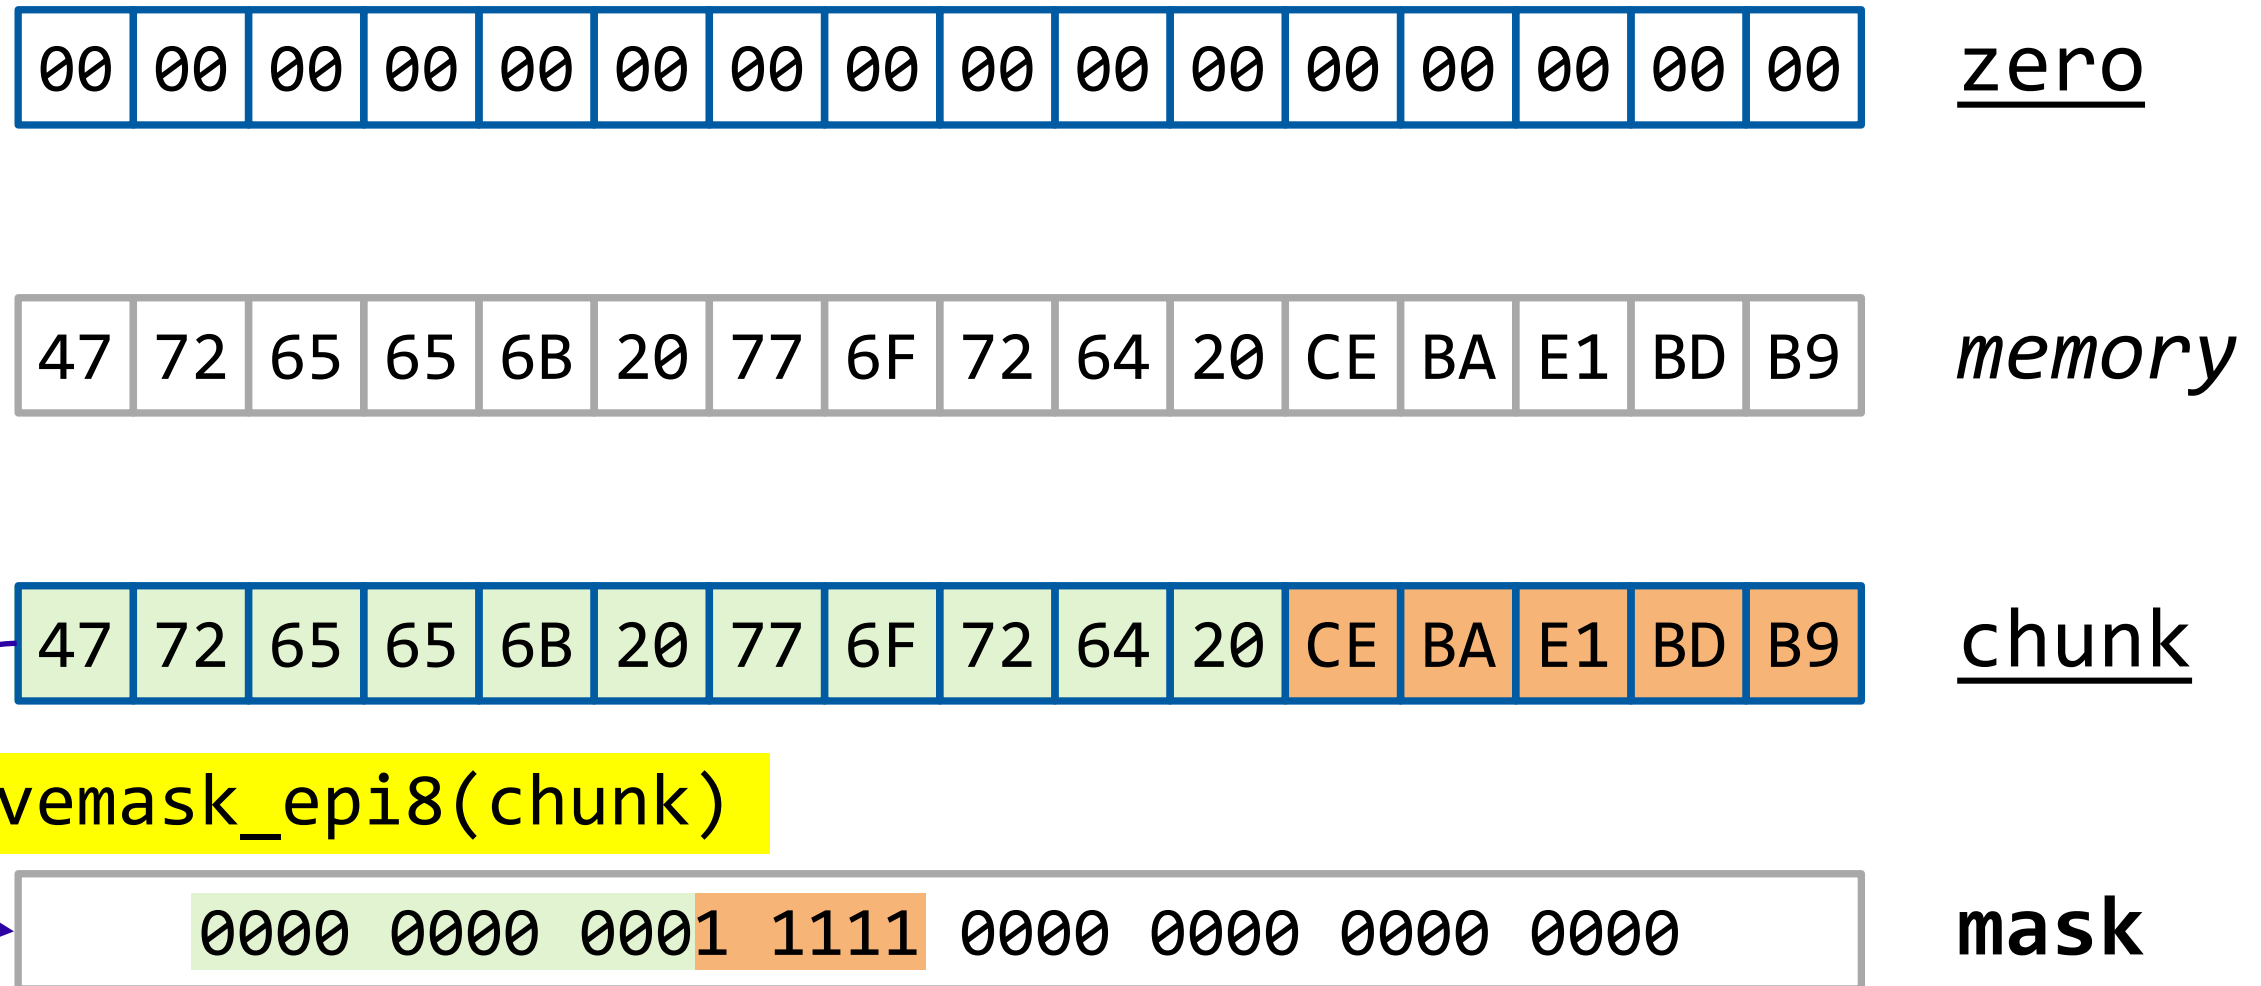 00 00 00 00 00 00 00 00 00 00 00 00 00 00 00 00 zero
47 72 65 65 6B 20 77 6F 72 64 20 CE BA E1 BD B9 memory
47 72 65 65 6B 20 77 6F 72 64 20 CE BA E1 BD B9 chunk
vemask_epi8(chunk)
0000 0000 0001 1111 0000 0000 0000 0000 mask